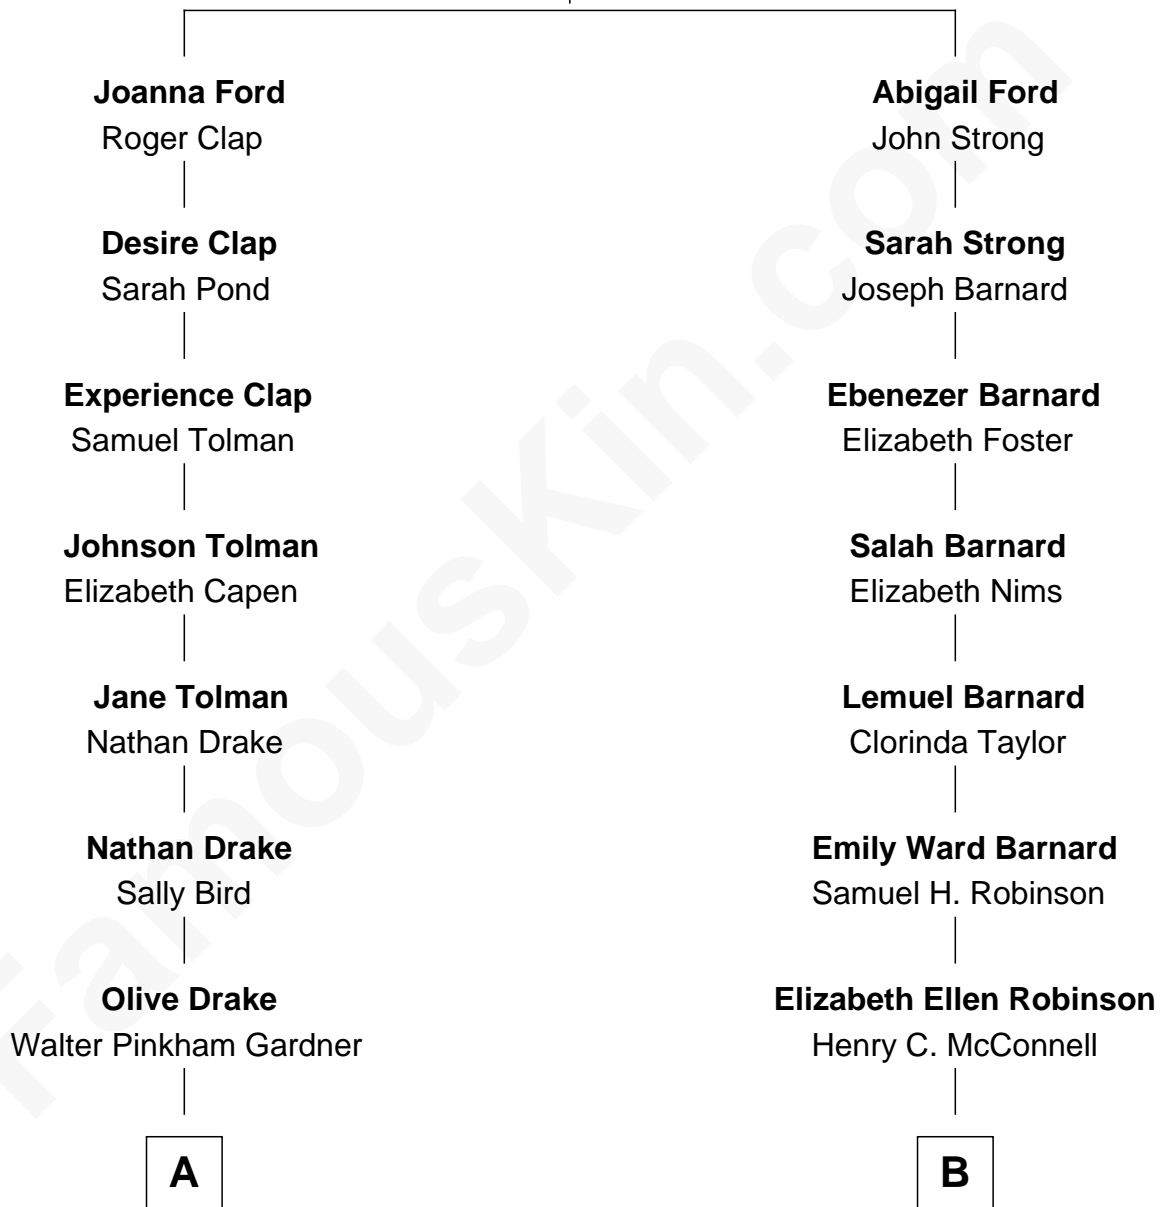 Joanna Ford
Roger Clap
Desire Clap
Sarah Pond
Experience Clap
Samuel Tolman
Johnson Tolman
Elizabeth Capen
Jane Tolman
Nathan Drake
Nathan Drake
Sally Bird
Olive Drake
Walter Pinkham Gardner
A
Abigail Ford
John Strong
Sarah Strong
Joseph Barnard
Ebenezer Barnard
Elizabeth Foster
Salah Barnard
Elizabeth Nims
Lemuel Barnard
Clorinda Taylor
Emily Ward Barnard
Samuel H. Robinson
Elizabeth Ellen Robinson
Henry C. McConnell
B
FamousKin.com